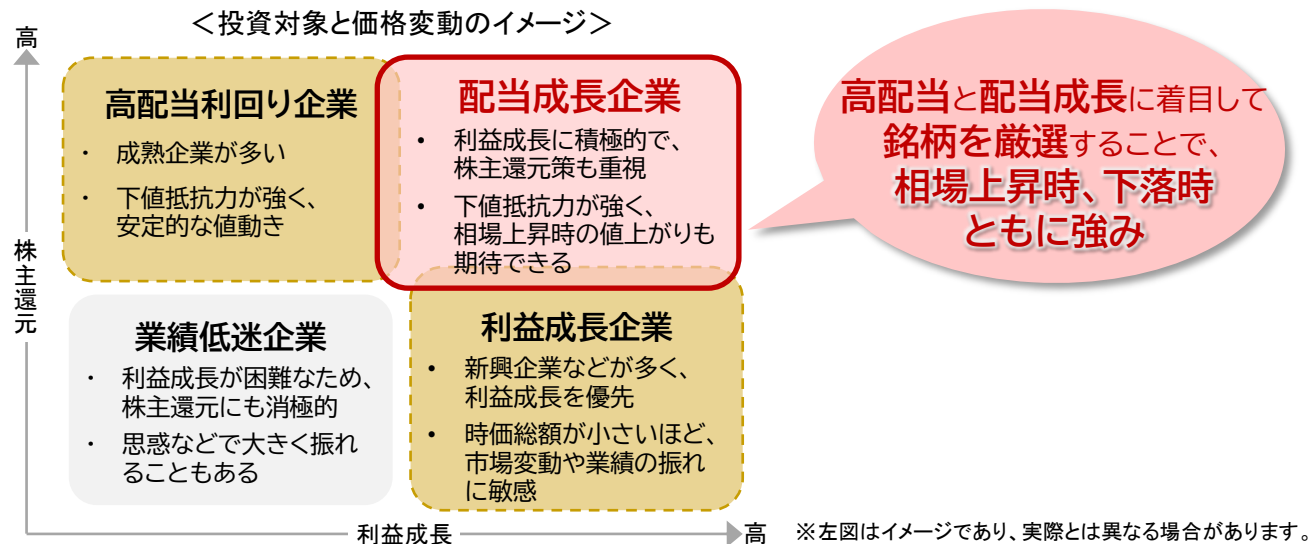 ＜投資対象と価格変動のイメージ＞
高
株主還元
高配当利回り企業
・ 成熟企業が多い
・ 下値抵抗力が強く、
安定的な値動き
配当成長企業
• 利益成長に積極的で、
株主還元策も重視
• 下値抵抗力が強く、
相場上昇時の値上がりも
期待できる
業績低迷企業
・ 利益成長が困難なため、
株主還元にも消極的
・ 思惑などで大きく振れ
ることもある
利益成長企業
• 新興企業などが多く、
利益成長を優先
• 時価総額が小さいほど、
市場変動や業績の振れ
に敏感
利益成長
高
高配当と配当成長に着目して
銘柄を厳選することで、
相場上昇時、下落時
ともに強み
※左図はイメージであり、実際とは異なる場合があります。